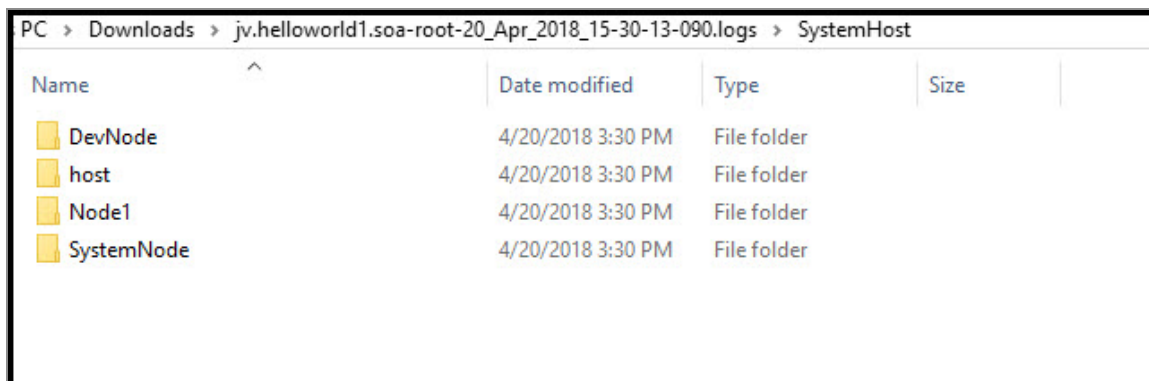 PC > Downloads > jv.helloworld1.soa-root-20_Apr_2018_15-30-13-090.logs > SystemHost
Name Date modified Type Size
DevNode 4/20/2018 3:30 PM File folder
host 4/20/2018 3:30 PM File folder
Node1 4/20/2018 3:30 PM File folder
SystemNode 4/20/2018 3:30 PM File folder